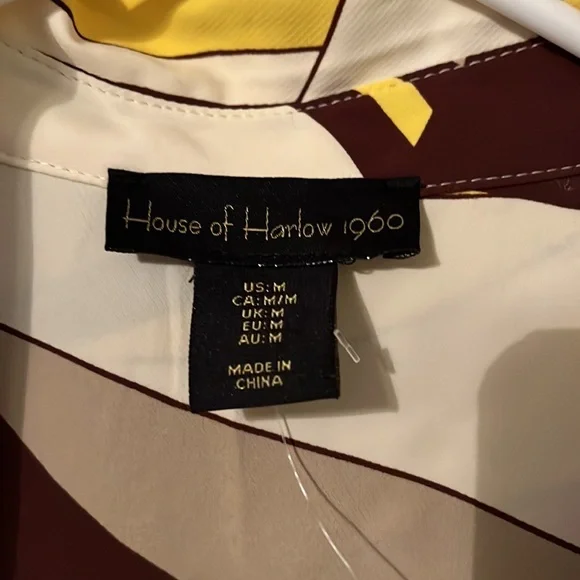 House of Harlow 1960
US: M
CA: M/M
UK: M
EU: M
AU: M
MADE IN
CHINA